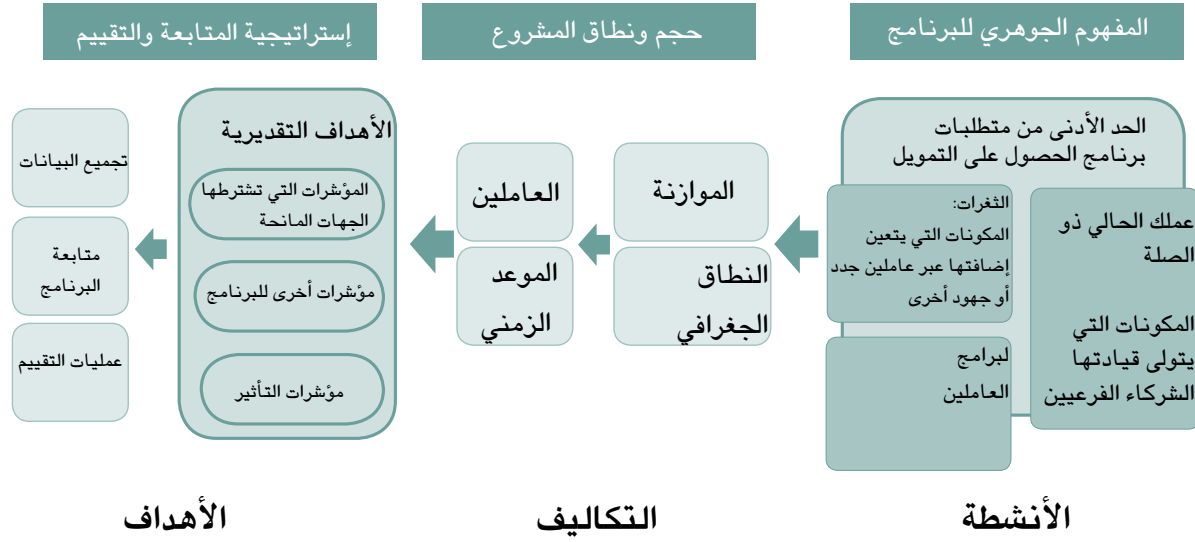 المفهوم الجوهري للبرنامج
حجم ونطاق المشروع
إستراتيجية المتابعة والتقييم
الحد الأدنى من متطلبات
برنامج الحصول على التمويل
عملك الحالي ذو
الصلة
المكونات التي
يتولى قيادتها
الشركاء الفرعيين
الثغرات:
المكونات التي يتعين
إضافتها عبر عاملين جدد
أو جهود أخرى
لبرامج
العاملين
الموازنة
النطاق
الجغرافي
العاملين
الموعد
الزمني
الأهداف التقديرية
المؤشرات التي تشترطها
الجهات المانحة
مؤشرات أخرى للبرنامج
مؤشرات التأثير
تجميع البيانات
متابعة
البرنامج
عمليات التقييم
الأنشطة
التكاليف
الأهداف